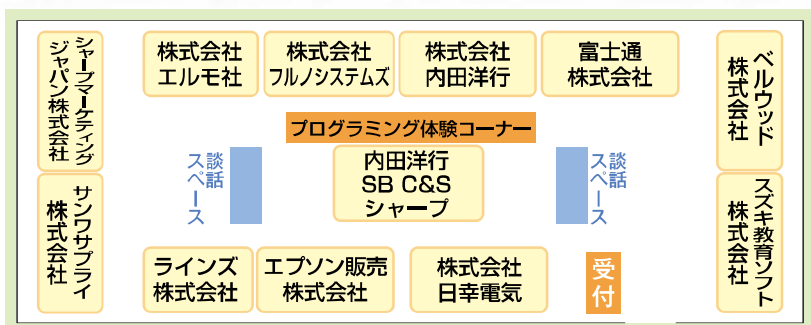 シャープマーケティング
ジャパン株式会社
株式会社
エルモ社
株式会社
フルノシステムズ
株式会社
内田洋行
富士通
株式会社
ベルウッド
株式会社
プログラミング体験コーナー
内田洋行
SB C&S
シャープ
談話
スペース
談話
スペース
サンワサプライ
株式会社
ラインズ
株式会社
エプソン販売
株式会社
株式会社
日幸電気
受付
スズキ教育ソフト
株式会社